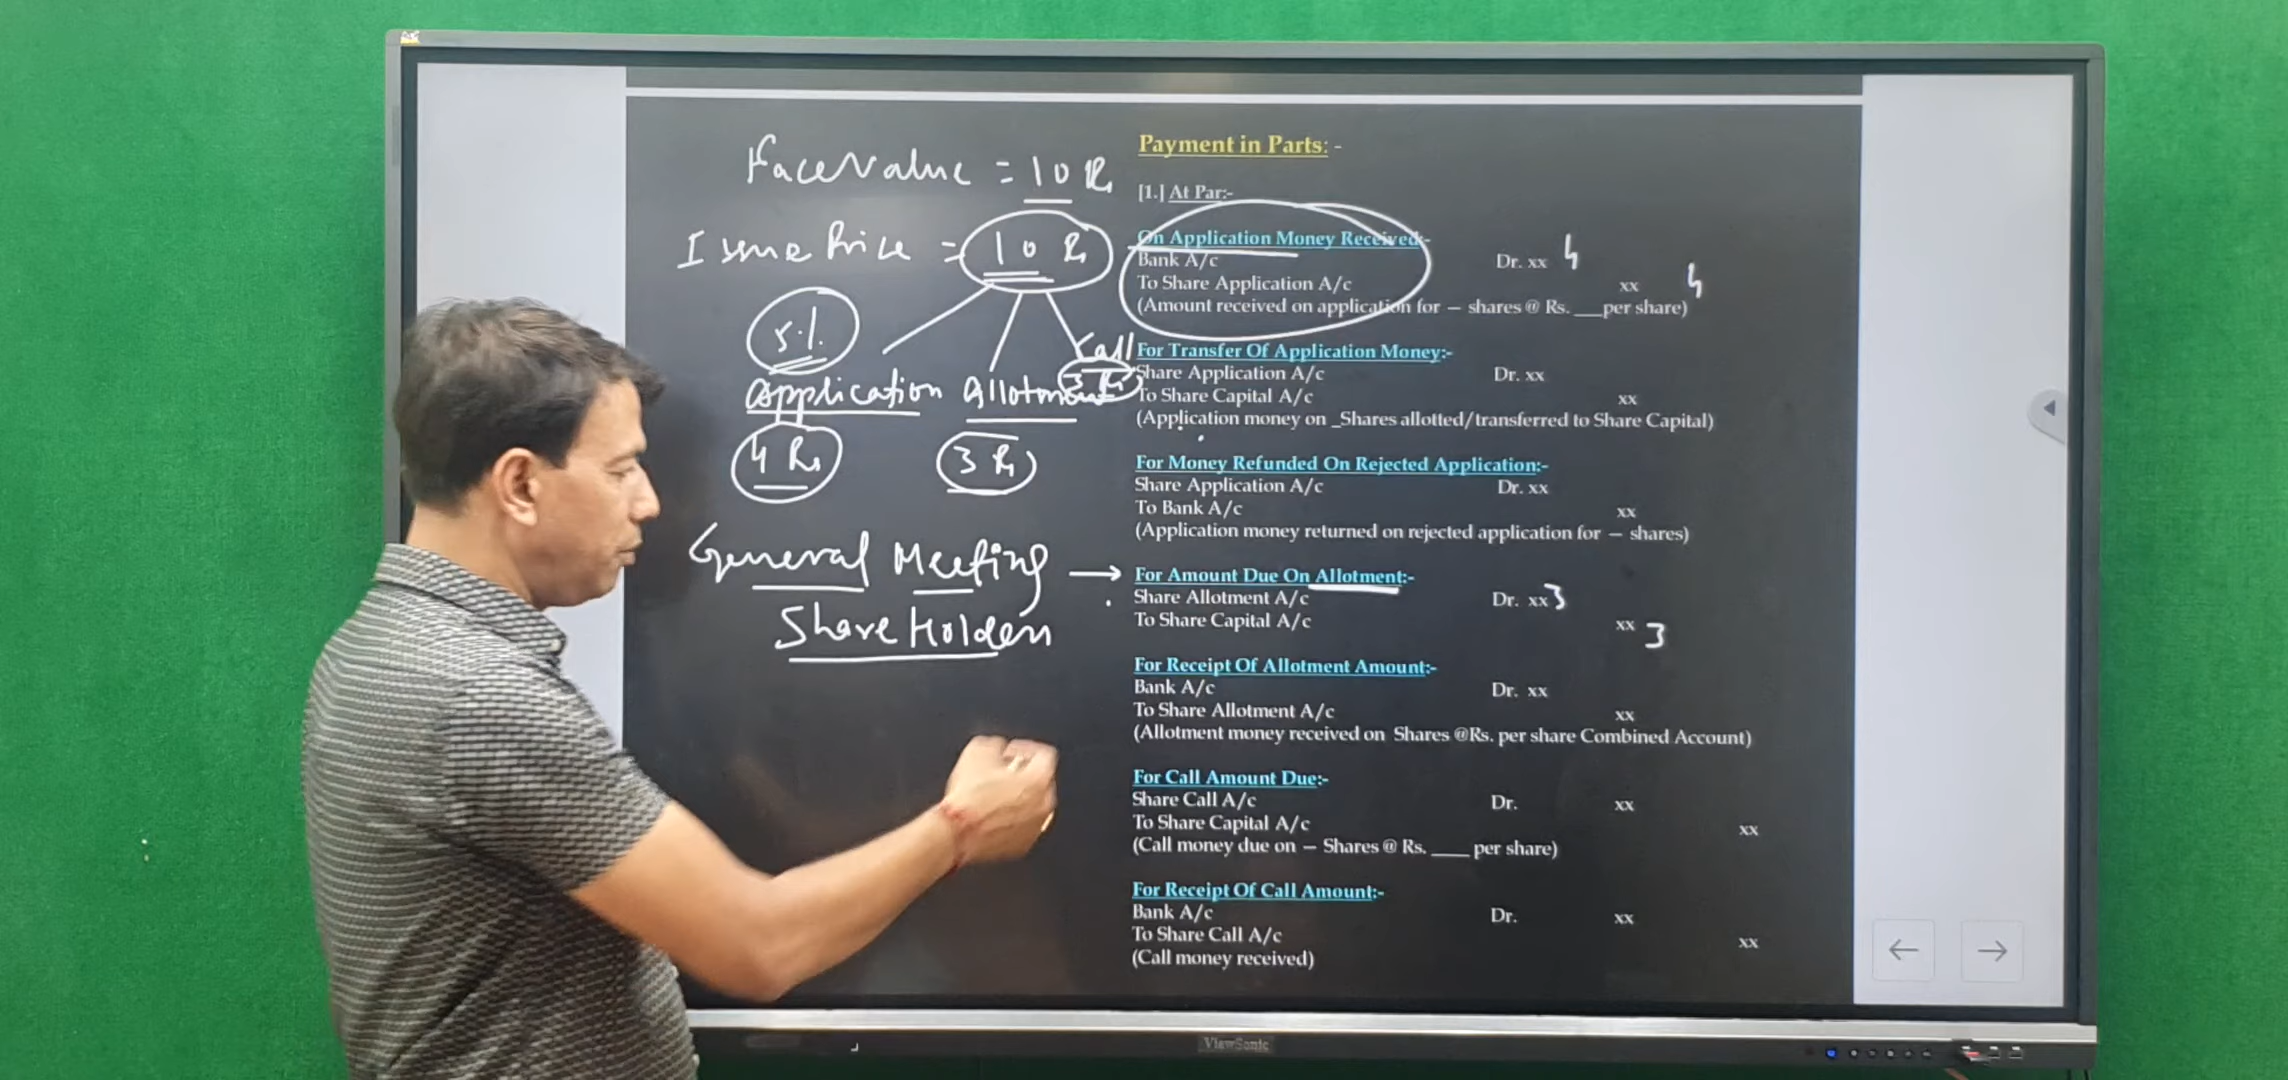 Face Value = 10 Rs
Issue Price = 10 Rs
5%
Call
3 Rs
Application Allotment
4 Rs 3 Rs
General Meeting →
Share Holders
Payment in Parts: -
[1.] At Par:-
On Application Money Received:-
Bank A/c Dr. xx 4
To Share Application A/c xx 4
(Amount received on application for – shares @ Rs. ___per share)
For Transfer Of Application Money:-
Share Application A/c Dr. xx
To Share Capital A/c xx
(Application money on _Shares allotted/transferred to Share Capital)
For Money Refunded On Rejected Application:-
Share Application A/c Dr. xx
To Bank A/c xx
(Application money returned on rejected application for – shares)
For Amount Due On Allotment:-
Share Allotment A/c Dr. xx 3
To Share Capital A/c xx 3
For Receipt Of Allotment Amount:-
Bank A/c Dr. xx
To Share Allotment A/c xx
(Allotment money received on Shares @Rs. per share Combined Account)
For Call Amount Due:-
Share Call A/c Dr. xx
To Share Capital A/c xx
(Call money due on – Shares @ Rs. ____ per share)
For Receipt Of Call Amount:-
Bank A/c Dr. xx
To Share Call A/c xx
(Call money received)
ViewSonic